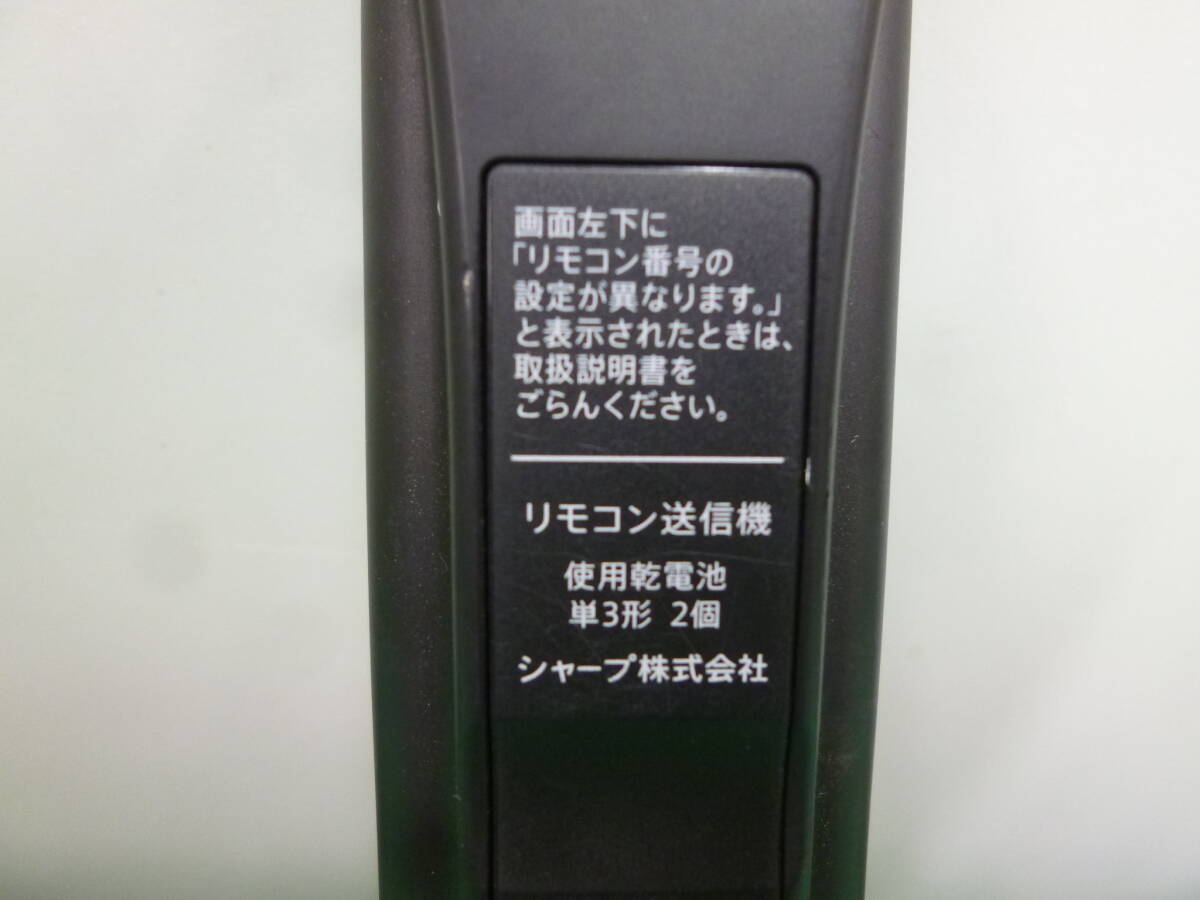 画面左下に
「リモコン番号の
設定が異なります。」
と表示されたときは、
取扱説明書を
ごらんください。
リモコン送信機
使用乾電池
単3形 2個
シャープ株式会社